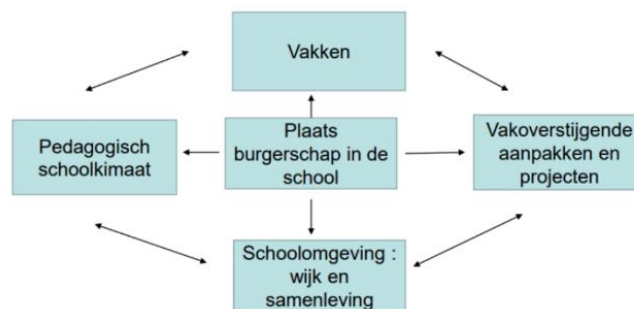 Vakken
Pedagogisch
schoolkimaat
Plaats
burgerschap in de
school
Vakoverstijgende
aanpakken en
projecten
Schoolomgeving :
wijk en
samenleving